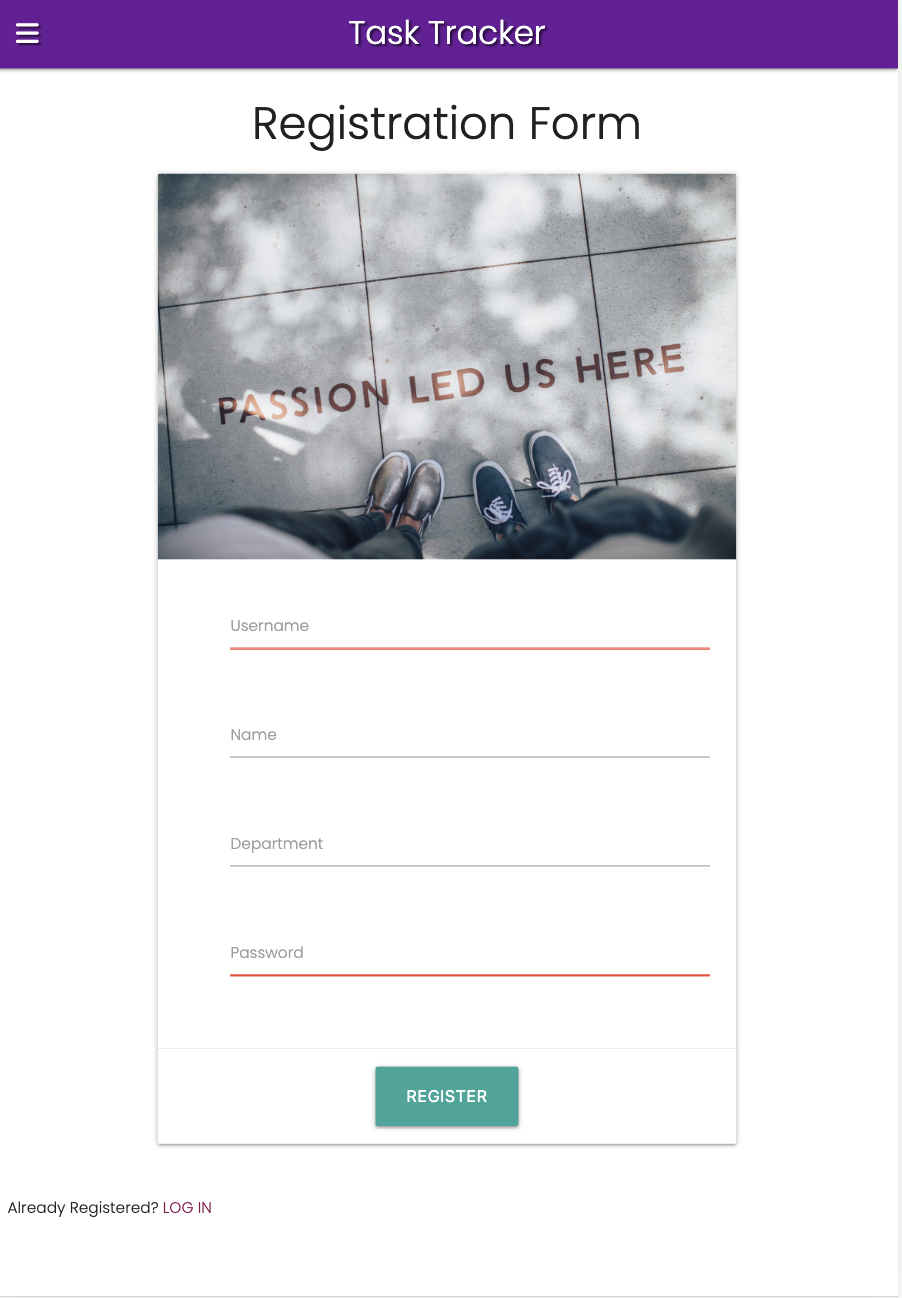 Task Tracker
Registration Form
PASSION LED US HERE
Username
Name
Department
Password
REGISTER
Already Registered? LOG IN